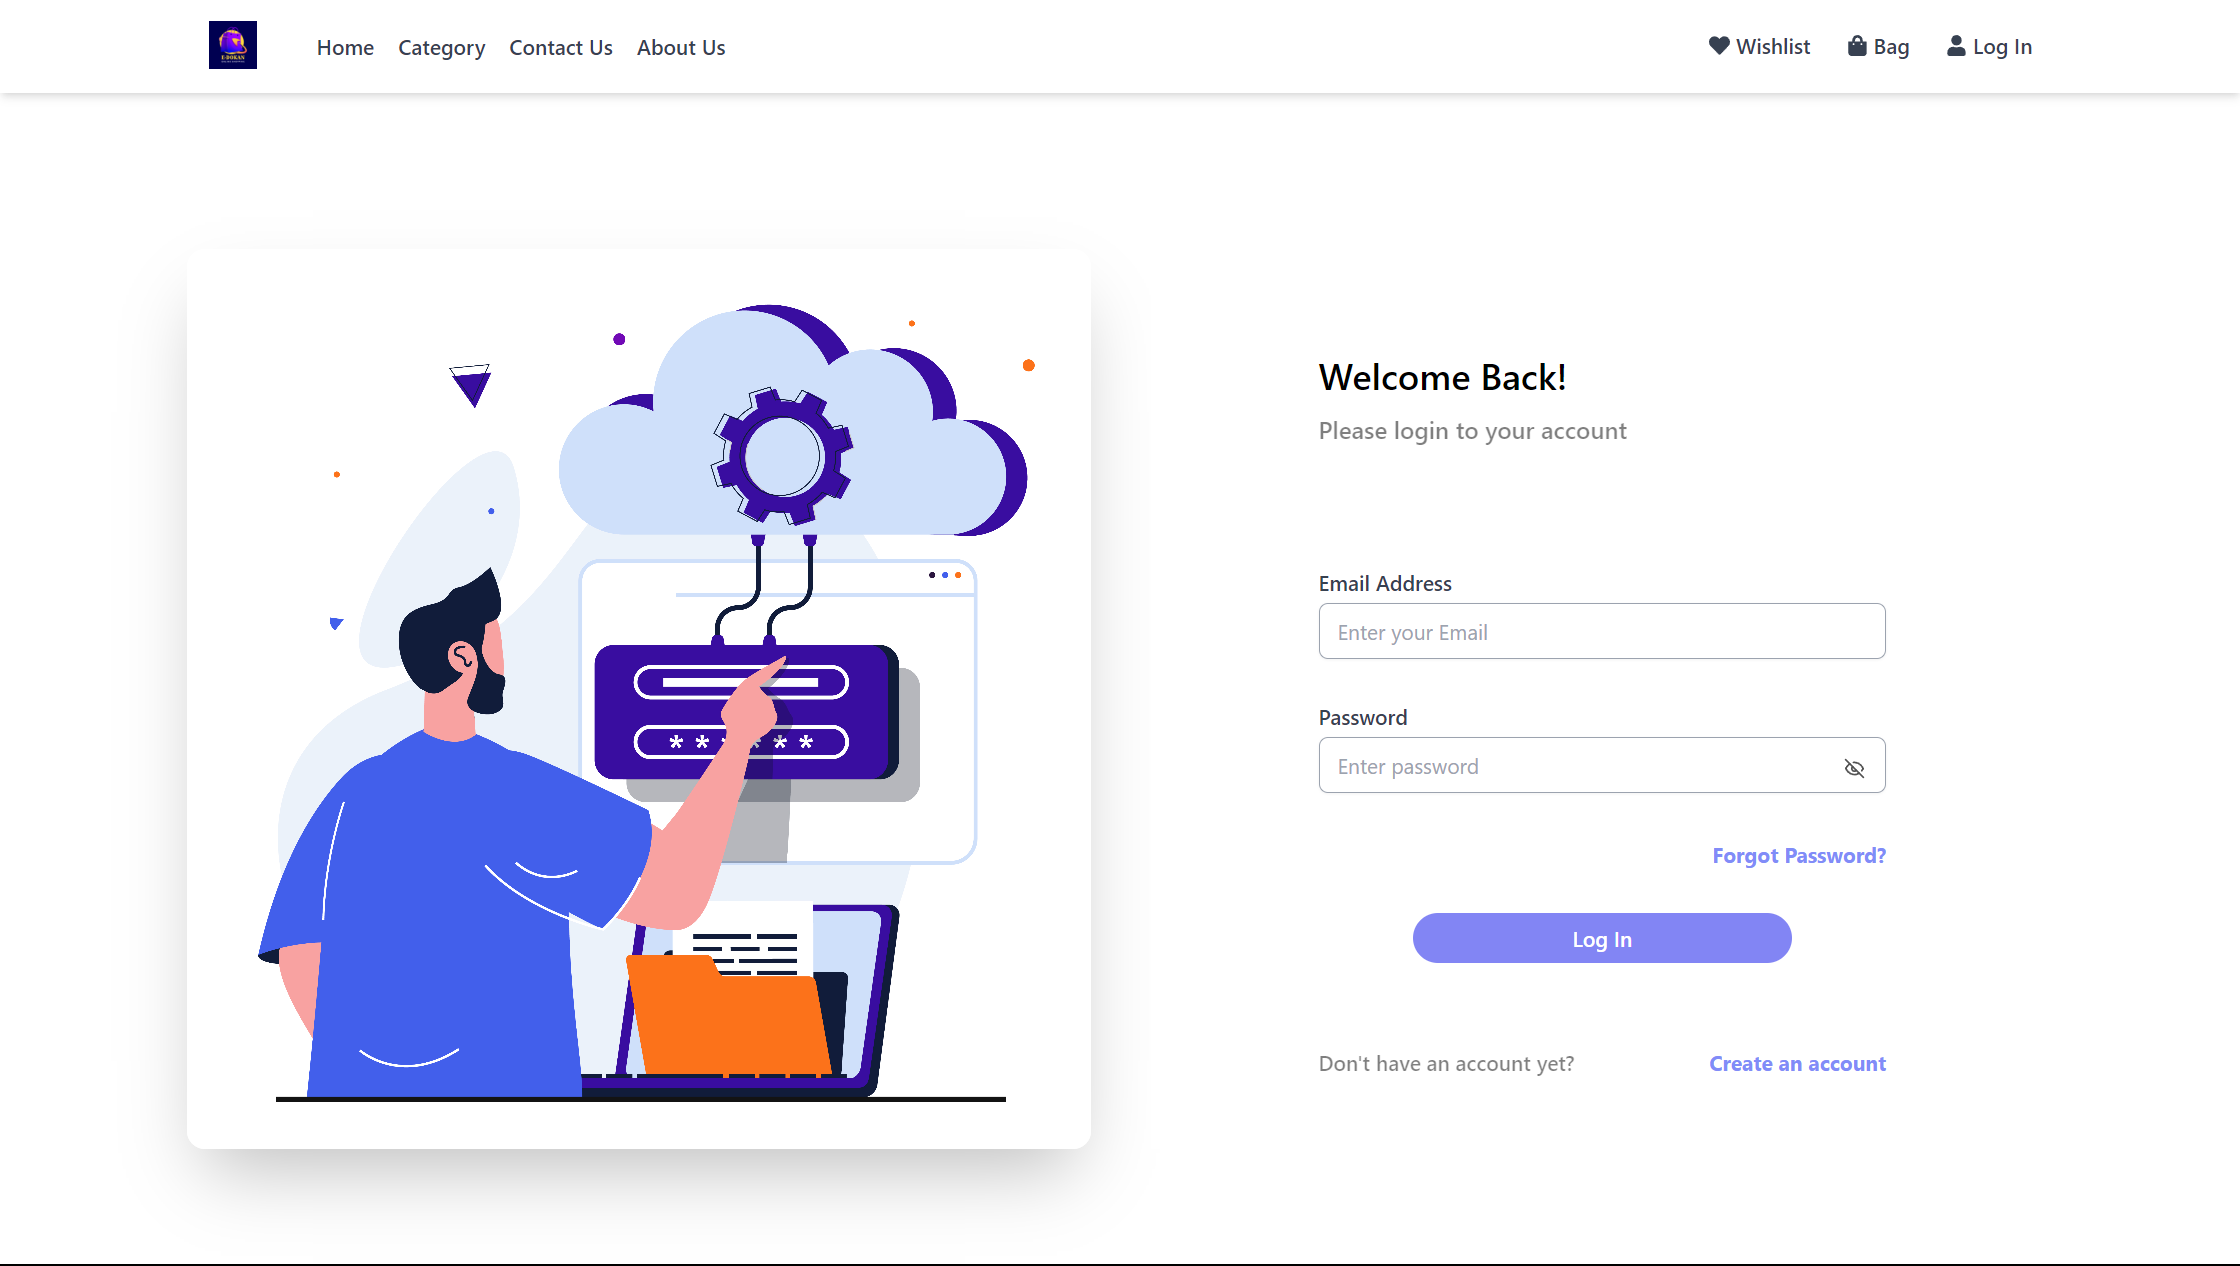 E-DOKAN
Home Category Contact Us About Us
Wishlist Bag Log In
Welcome Back!
Please login to your account
Email Address
Enter your Email
Password
Enter password
Forgot Password?
Log In
Don't have an account yet? Create an account
* * * * * *